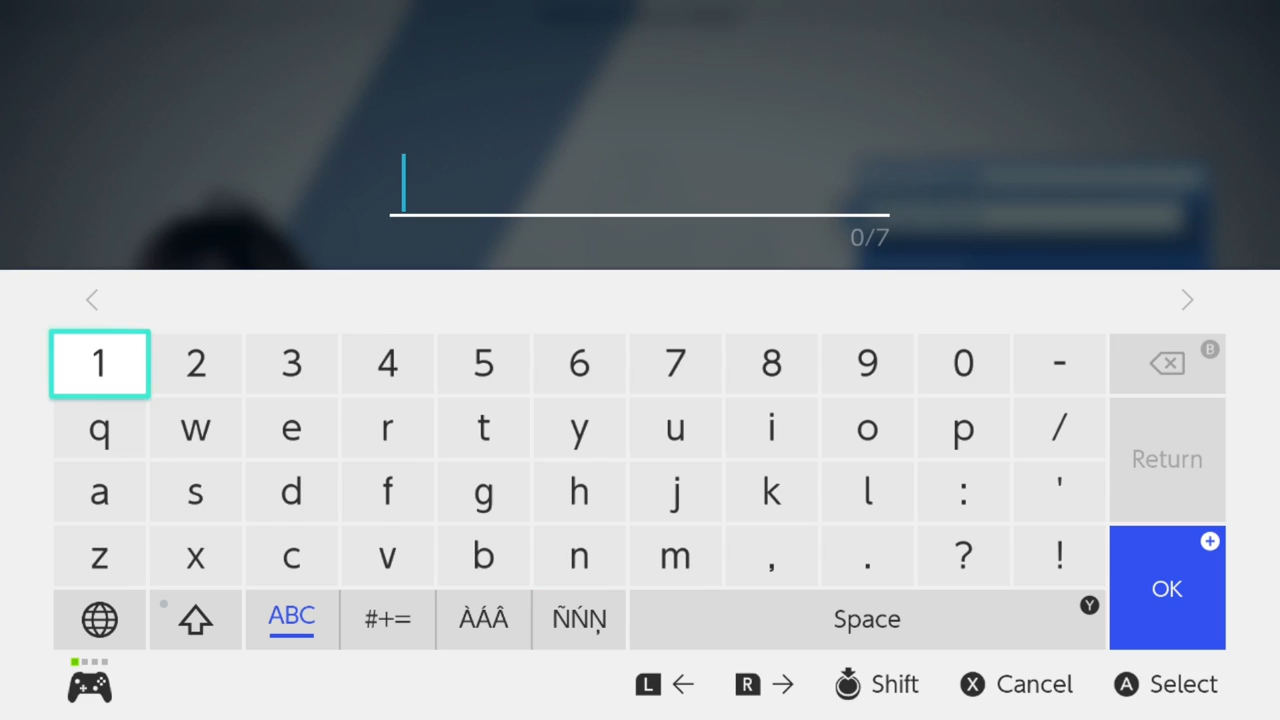 0/7
1 2 3 4 5 6 7 8 9 0 - B
q w e r t y u i o p /
Return
a s d f g h j k l : '
z x c v b n m , . ? !
OK
ABC #+= ÀÁÂ ÑŃŅ Space Y
L ← R → Shift X Cancel A Select